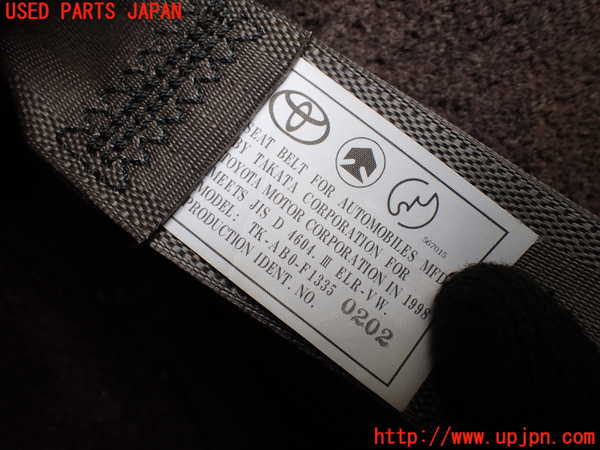 USED PARTS JAPAN
567015
SEAT BELT FOR AUTOMOBILES MFD
BY TAKATA CORPORATION FOR
TOYOTA MOTOR CORPORATION IN 1998
MEETS JIS D 4604. III ELR-VW.
MODEL: TK-AB0-F1335
PRODUCTION IDENT. NO. 0202
http://www.upjpn.com/